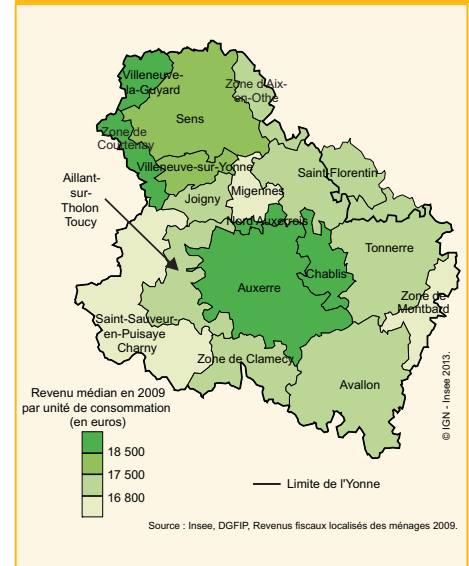 Villeneuve-
la-Guyard
Zone d'Aix-
en-Othe
Sens
Zone de
Courtenay
Villeneuve-sur-Yonne
Saint-Florentin
Aillant-
sur-
Tholon
Toucy
Joigny
Migennes
Nord Auxerrois
Tonnerre
Chablis
Auxerre
Zone de
Montbard
Saint-Sauveur-
en-Puisaye
Charny
Zone de Clamecy
Avallon
Revenu médian en 2009
par unité de consommation
(en euros)
18 500
17 500
16 800
Limite de l'Yonne
© IGN - Insee 2013.
Source : Insee, DGFIP, Revenus fiscaux localisés des ménages 2009.